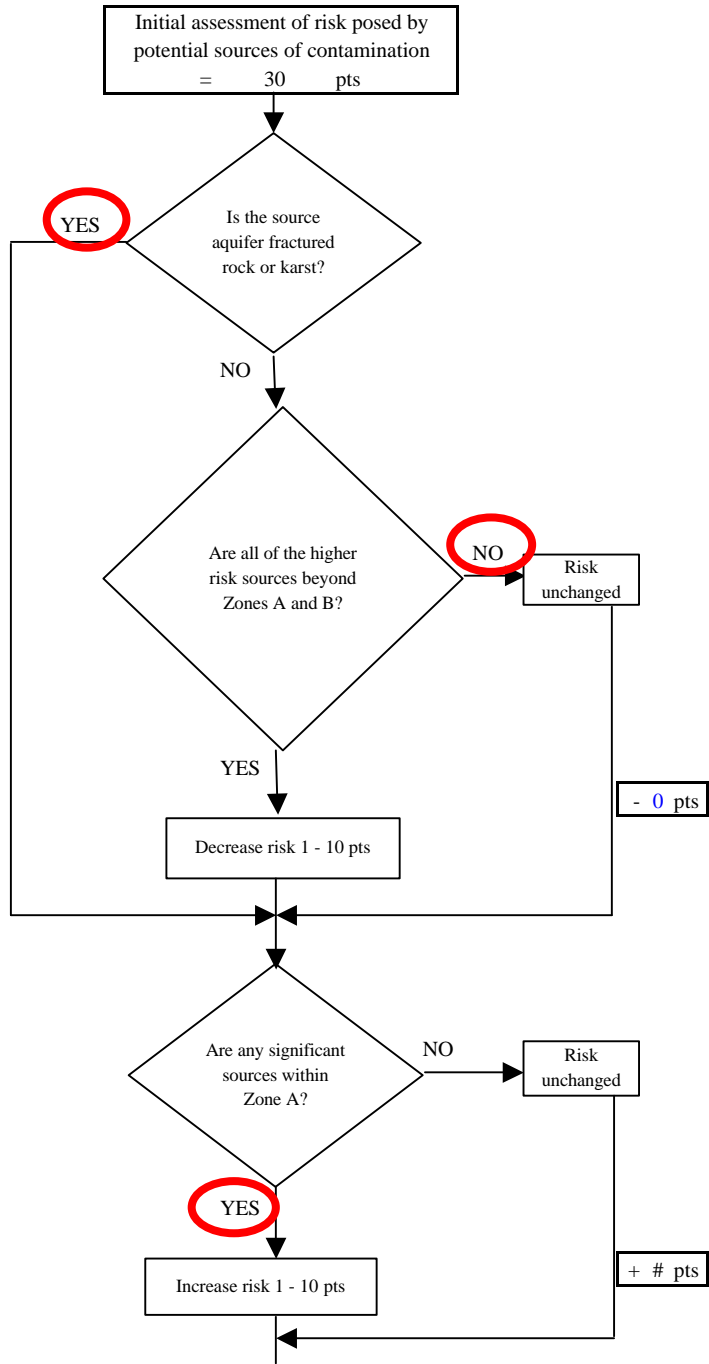 Initial assessment of risk posed by
potential sources of contamination
= 30 pts
YES
Is the source
aquifer fractured
rock or karst?
NO
Are all of the higher
risk sources beyond
Zones A and B?
NO
Risk
unchanged
YES
- 0 pts
Decrease risk 1 - 10 pts
Are any significant
sources within
Zone A?
NO
Risk
unchanged
YES
+ # pts
Increase risk 1 - 10 pts